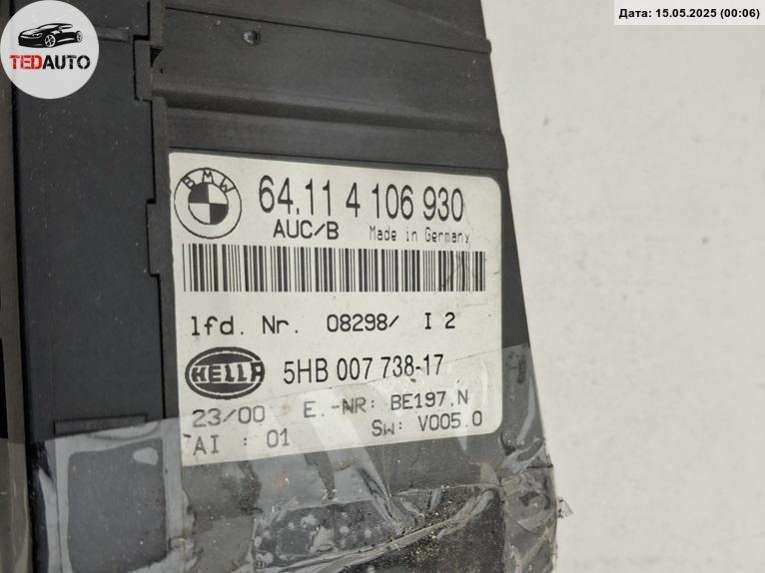 TEDAUTO
Дата: 15.05.2025 (00:06)
BMW
64.11 4 106 930
AUC/B Made in Germany
lfd. Nr. 08298/ I 2
HELLA 5HB 007 738-17
23/00 E.-NR: BE197.N
AI : 01 SW: V005.0